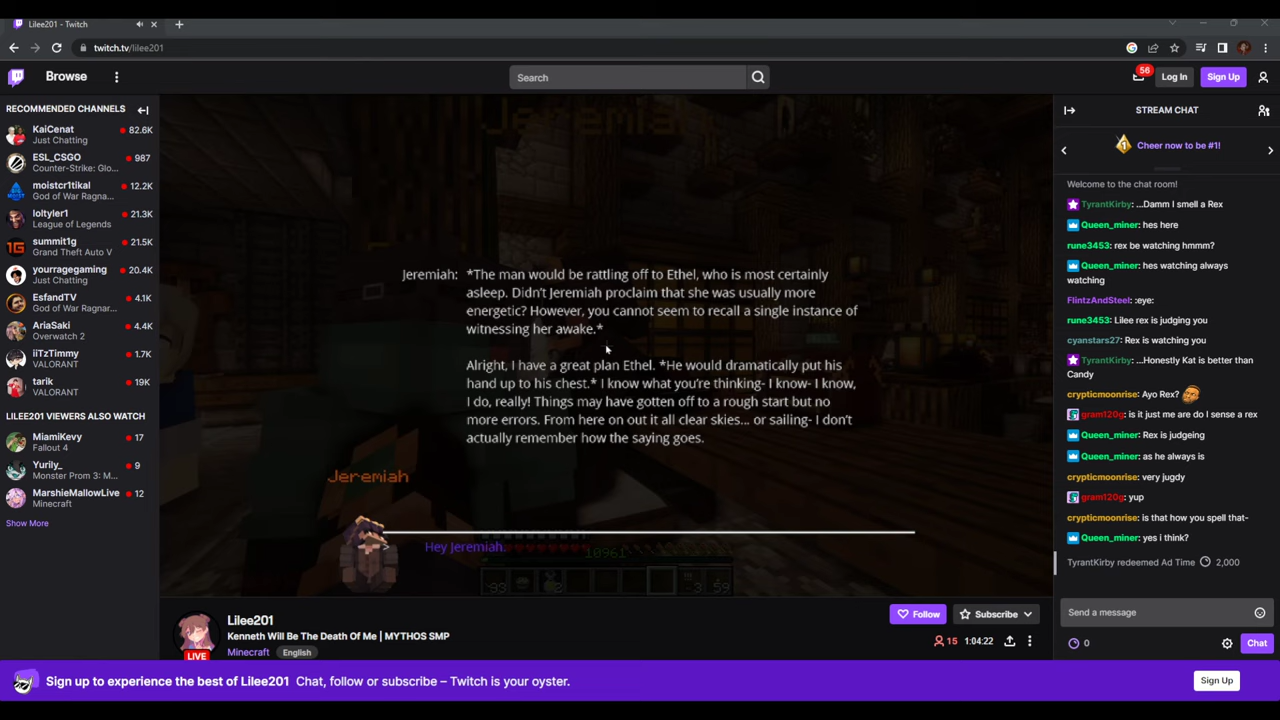 Lilee201 - Twitch
twitch.tv/lilee201
Browse
Search
56
Log In
Sign Up
RECOMMENDED CHANNELS
KaiCenat
82.6K
Just Chatting
ESL_CSGO
987
Counter-Strike: Glo...
moistcr1tikal
12.2K
God of War Ragna...
loltyler1
21.3K
League of Legends
summit1g
21.5K
Grand Theft Auto V
yourragegaming
20.4K
Just Chatting
EsfandTV
4.1K
God of War Ragna...
AriaSaki
4.4K
Overwatch 2
iiTzTimmy
1.7K
VALORANT
tarik
19K
VALORANT
LILEE201 VIEWERS ALSO WATCH
MiamiKevy
17
Fallout 4
Yurily_
9
Monster Prom 3: M...
MarshieMallowLive
12
Minecraft
Show More
Jeremiah
Jeremiah: *The man would be rattling off to Ethel, who is most certainly
asleep. Didn't Jeremiah proclaim that she was usually more
energetic? However, you cannot seem to recall a single instance of
witnessing her awake.*
Alright, I have a great plan Ethel. *He would dramatically put his
hand up to his chest.* I know what you're thinking- I know- I know,
I do, really! Things may have gotten off to a rough start but no
more errors. From here on out it all clear skies... or sailing- I don't
actually remember how the saying goes.
Jeremiah
> Hey Jeremiah.
10961
59
Lilee201
Kenneth Will Be The Death Of Me | MYTHOS SMP
Minecraft
English
LIVE
Follow
Subscribe
15
1:04:22
STREAM CHAT
1
Cheer now to be #1!
Welcome to the chat room!
TyrantKirby: ...Damm I smell a Rex
Queen_miner: hes here
rune3453: rex be watching hmmm?
Queen_miner: hes watching always
watching
FlintzAndSteel: :eye:
rune3453: Lilee rex is judging you
cyanstars27: Rex is watching you
TyrantKirby: ...Honestly Kat is better than
Candy
crypticmoonrise: Ayo Rex?
gram120g: is it just me are do I sense a rex
Queen_miner: Rex is judgeing
Queen_miner: as he always is
crypticmoonrise: very jugdy
gram120g: yup
crypticmoonrise: is that how you spell that-
Queen_miner: yes i think?
TyrantKirby redeemed Ad Time 2,000
Send a message
0
Chat
Sign up to experience the best of Lilee201 Chat, follow or subscribe – Twitch is your oyster.
Sign Up